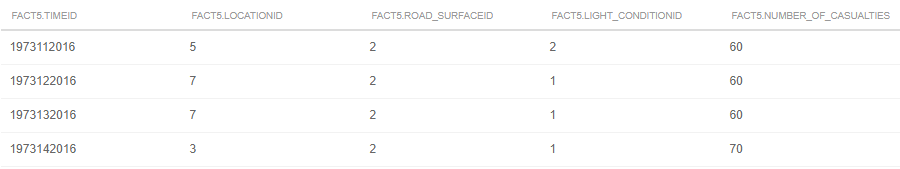 FACT5.TIMEID FACT5.LOCATIONID FACT5.ROAD_SURFACEID FACT5.LIGHT_CONDITIONID FACT5.NUMBER_OF_CASUALTIES
1973112016 5 2 2 60
1973122016 7 2 1 60
1973132016 7 2 1 60
1973142016 3 2 1 70